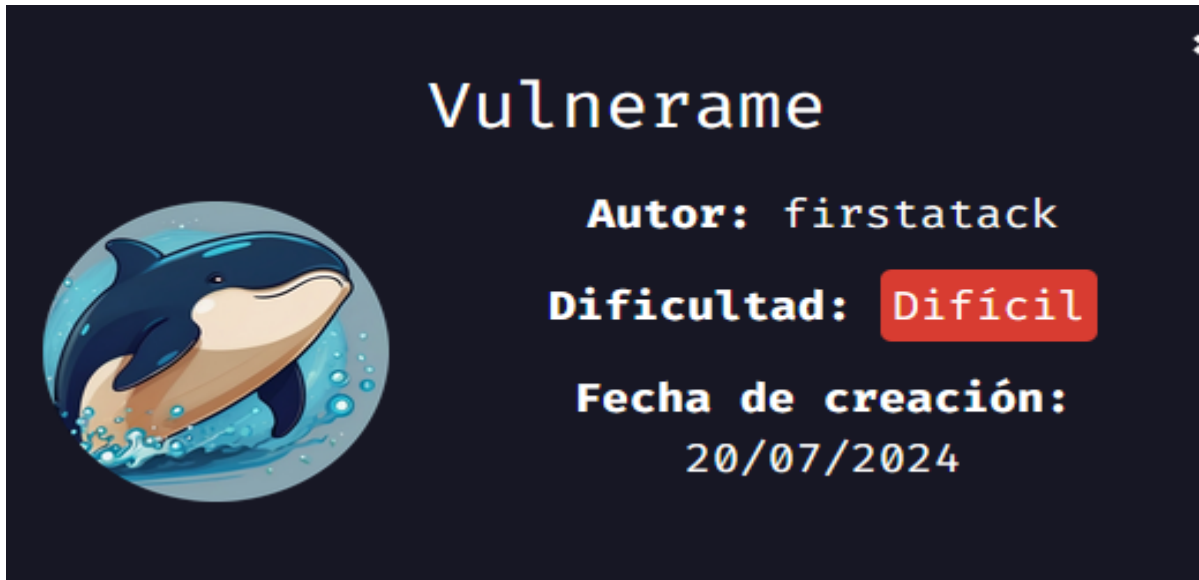 Vulnerame
Autor: firstatack
Dificultad: Difícil
Fecha de creación:
20/07/2024